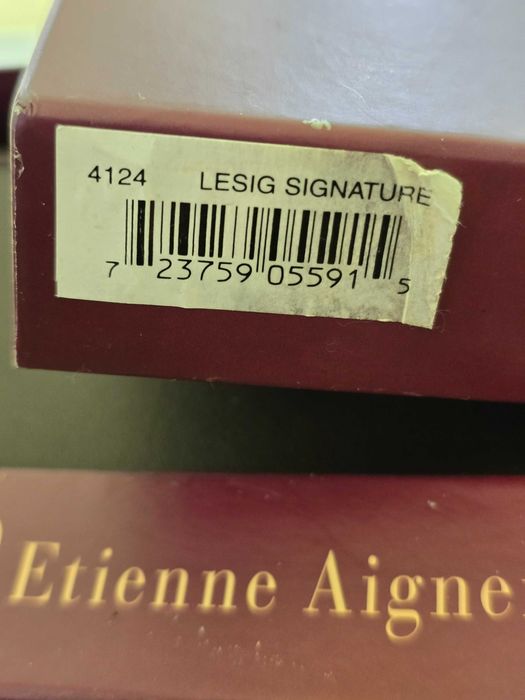 4124 LESIG SIGNATURE
7 23759 05591 5
Etienne Aigne